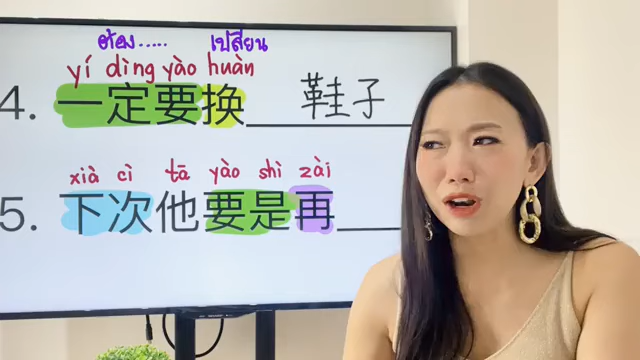 ต้อง..... เปลี่ยน
yí dìng yào huàn
4. 一定要换____鞋子
xià cì tā yào shì zài
5. 下次他要是再____